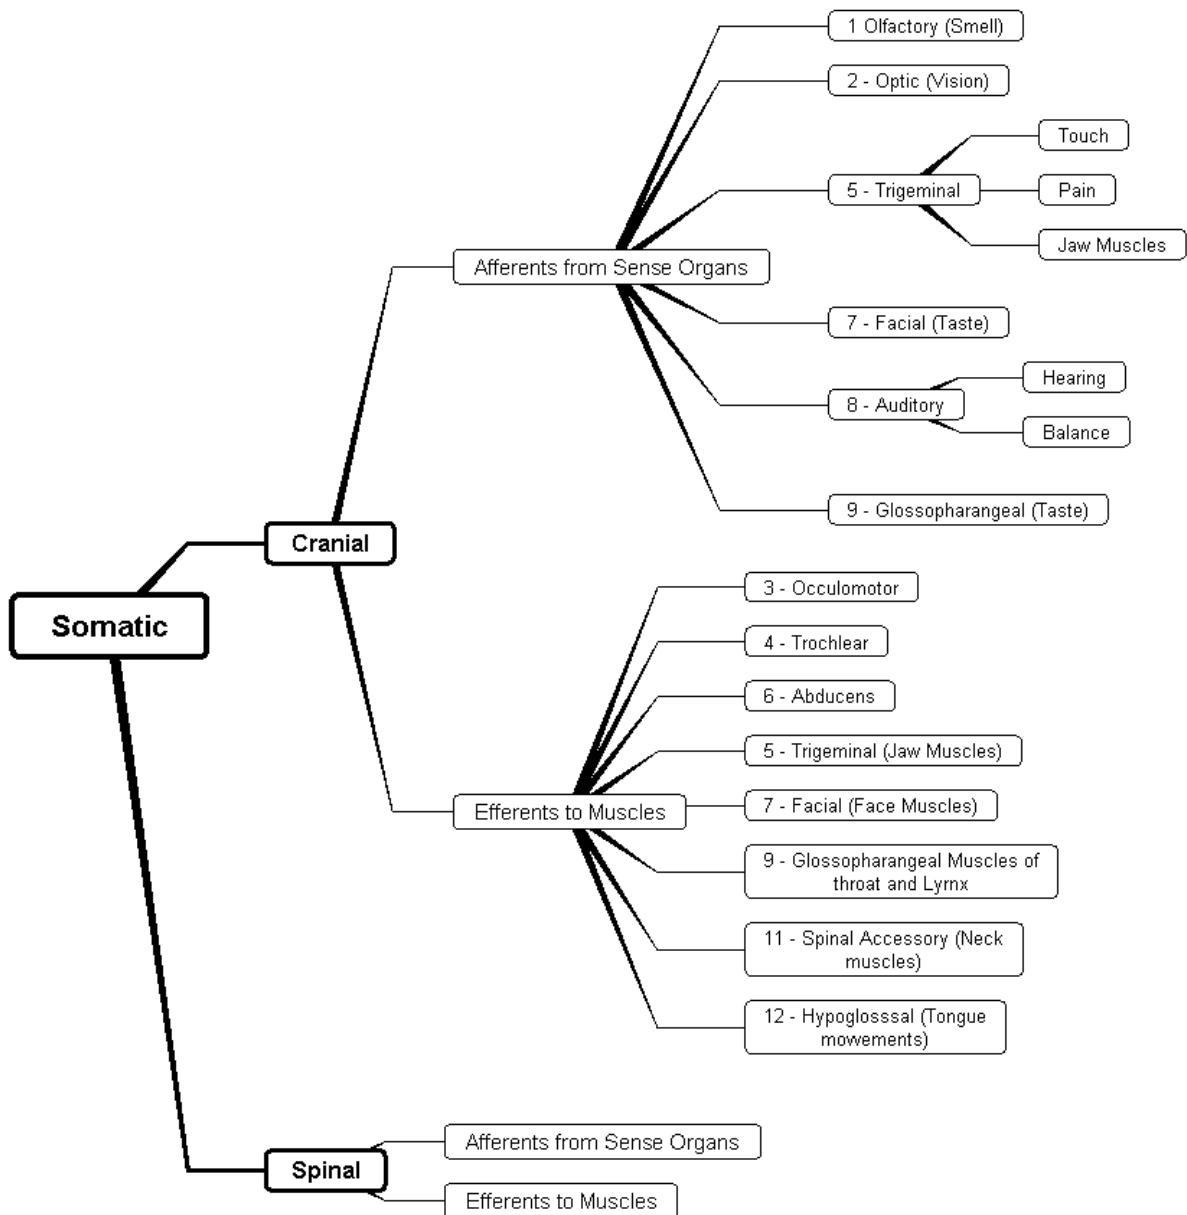 1 Olfactory (Smell)
2 - Optic (Vision)
Touch
5 - Trigeminal
Pain
Jaw Muscles
Afferents from Sense Organs
7 - Facial (Taste)
Hearing
8 - Auditory
Balance
9 - Glossopharangeal (Taste)
Cranial
3 - Occulomotor
Somatic
4 - Trochlear
6 - Abducens
5 - Trigeminal (Jaw Muscles)
Efferents to Muscles
7 - Facial (Face Muscles)
9 - Glossopharangeal Muscles of
throat and Lyrnx
11 - Spinal Accessory (Neck
muscles)
12 - Hypoglosssal (Tongue
mowements)
Afferents from Sense Organs
Spinal
Efferents to Muscles